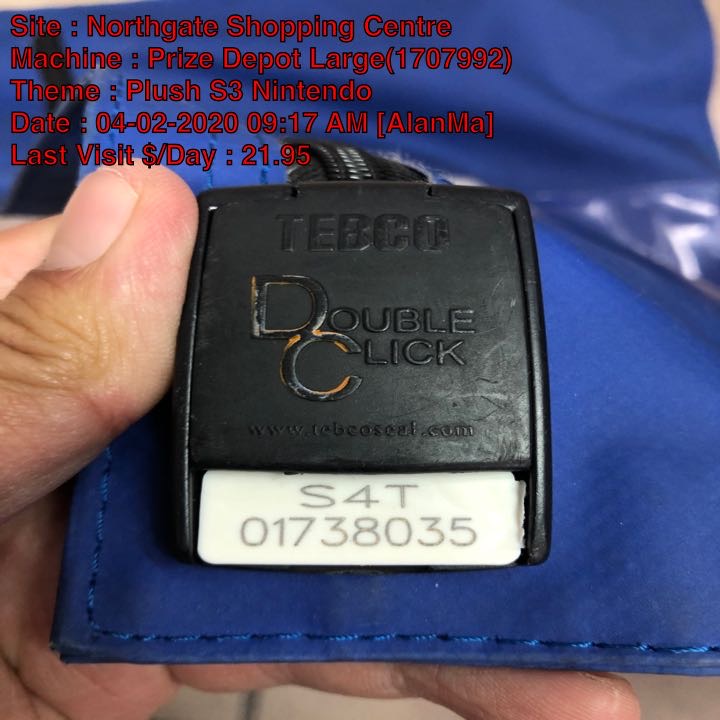 Site : Northgate Shopping Centre
Machine : Prize Depot Large(1707992)
Theme : Plush S3 Nintendo
Date : 04-02-2020 09:17 AM [AlanMa]
Last Visit $/Day : 21.95
TEBCO
DOUBLE
CLICK
www.tebcoseal.com
S4T
01738035